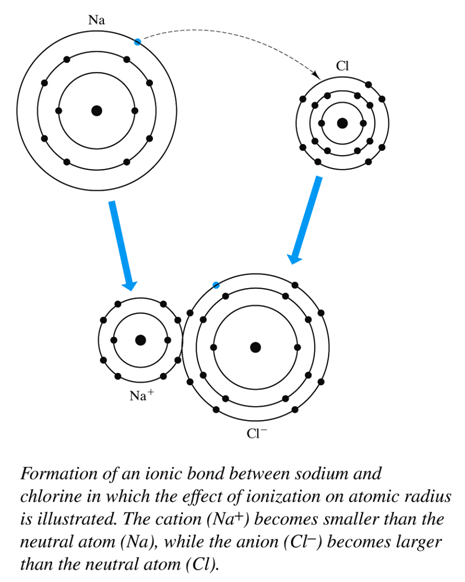 Na
Cl
Na+
Cl−
Formation of an ionic bond between sodium and
chlorine in which the effect of ionization on atomic radius
is illustrated. The cation (Na+) becomes smaller than the
neutral atom (Na), while the anion (Cl–) becomes larger
than the neutral atom (Cl).